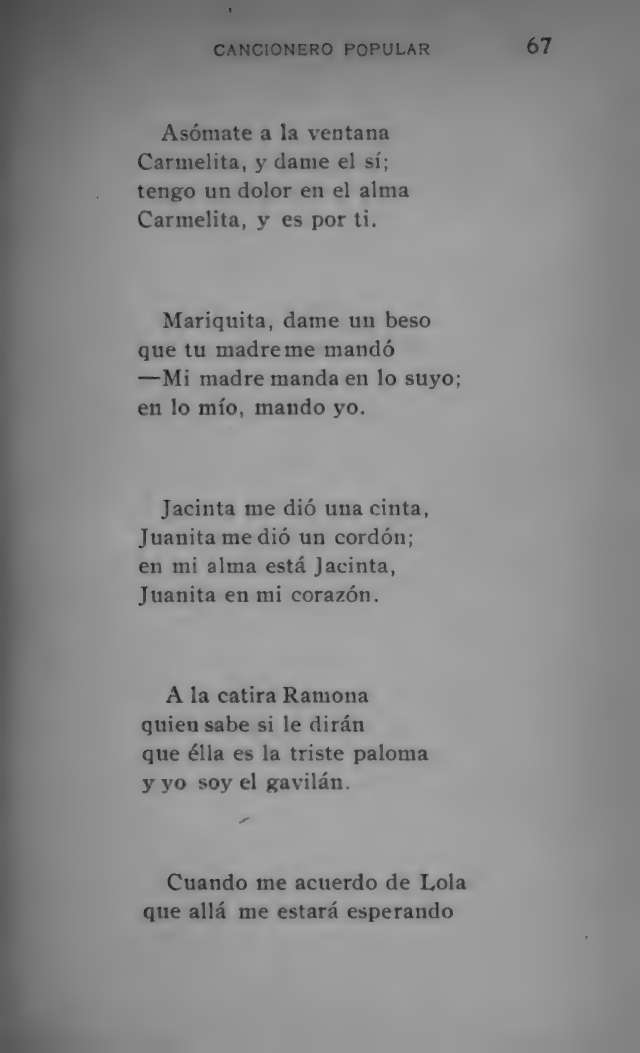 CANCIONERO POPULAR 67
Asómate a la ventana
Carmelita, y dame el sí;
tengo un dolor en el alma
Carmelita, y es por ti.
Mariquita, dame un beso
que tu madre me mandó
—Mi madre manda en lo suyo;
en lo mío, mando yo.
Jacinta me dió una cinta,
Juanita me dió un cordón;
en mi alma está Jacinta,
Juanita en mi corazón.
A la catira Ramona
quieu sabe si le dirán
que élla es la triste paloma
y yo soy el gavilán.
Cuando me acuerdo de Lola
que allá me estará esperando